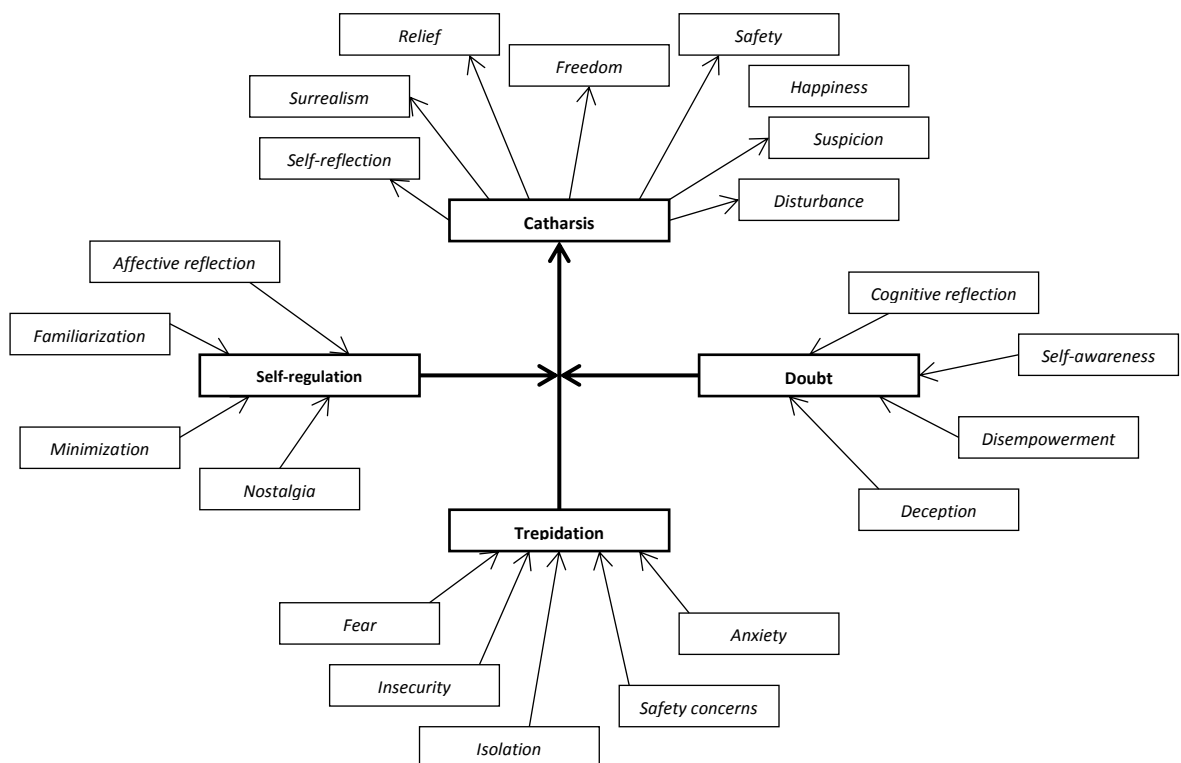 Relief
Safety
Freedom
Happiness
Surrealism
Suspicion
Self-reflection
Disturbance
Catharsis
Affective reflection
Cognitive reflection
Familiarization
Self-awareness
Self-regulation
Doubt
Minimization
Disempowerment
Nostalgia
Deception
Trepidation
Fear
Anxiety
Insecurity
Safety concerns
Isolation